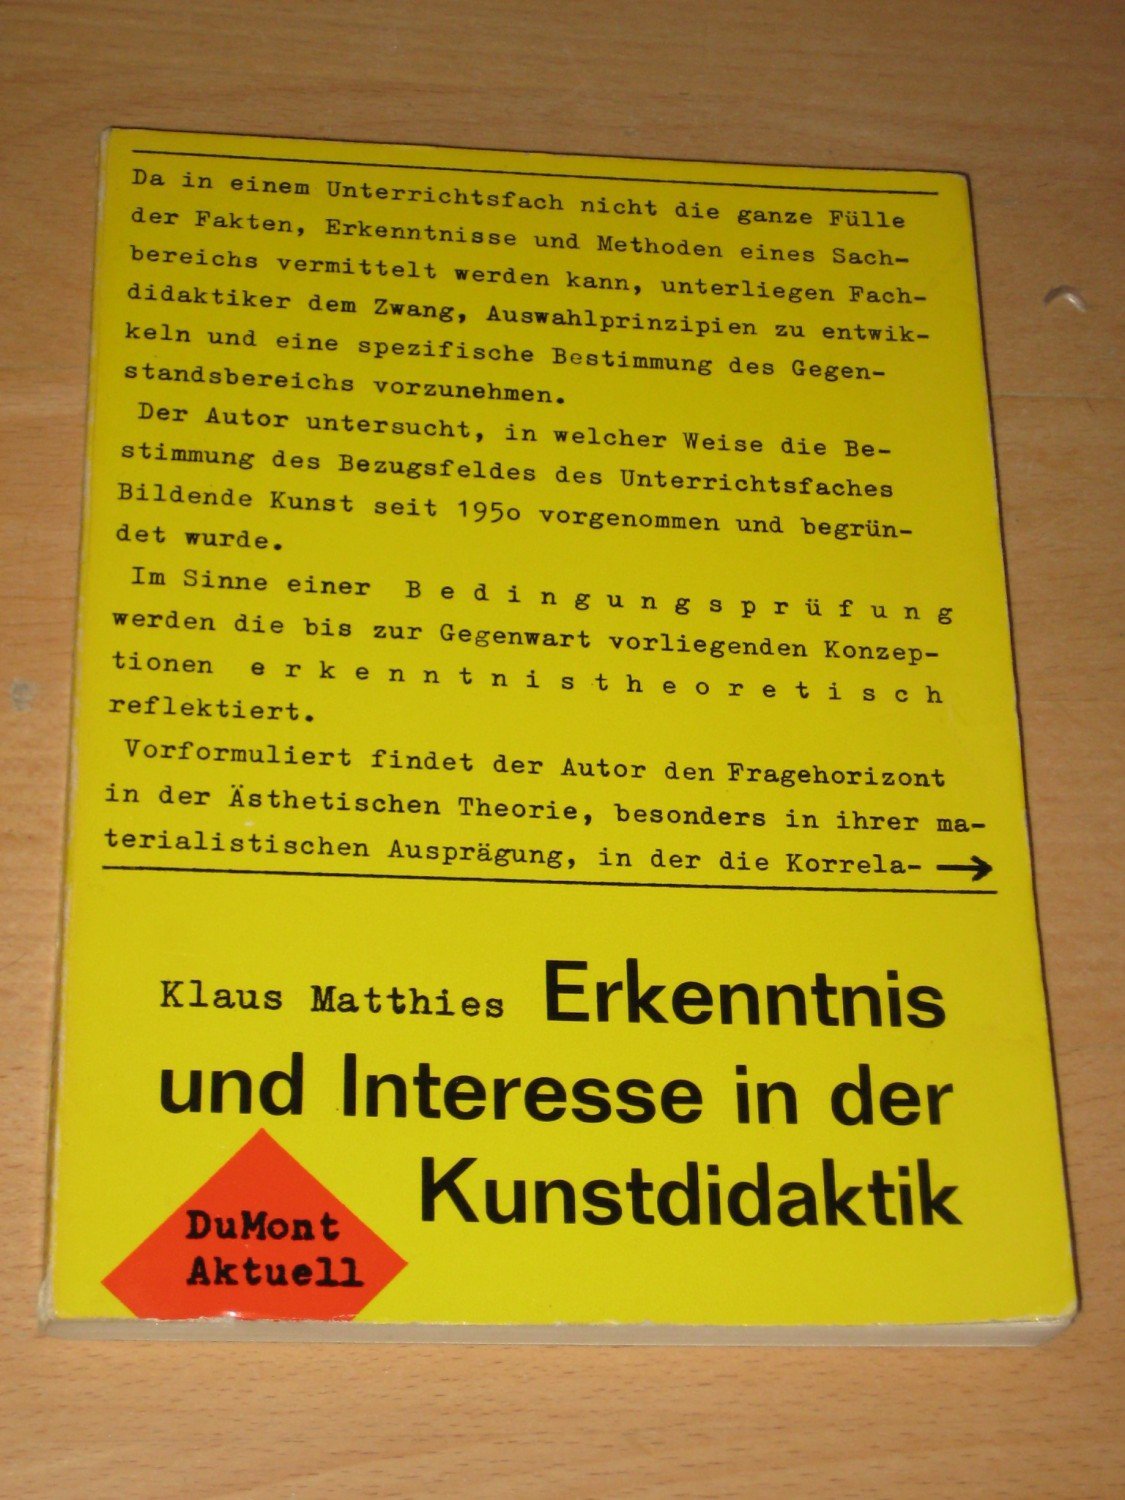 Da in einem Unterrichtsfach nicht die ganze Fülle
der Fakten, Erkenntnisse und Methoden eines Sach-
bereichs vermittelt werden kann, unterliegen Fach-
didaktiker dem Zwang, Auswahlprinzipien zu entwik-
keln und eine spezifische Bestimmung des Gegen-
standsbereichs vorzunehmen.
Der Autor untersucht, in welcher Weise die Be-
stimmung des Bezugsfeldes des Unterrichtsfaches
Bildende Kunst seit 1950 vorgenommen und begrün-
det wurde.
Im Sinne einer B e d i n g u n g s p r ü f u n g
werden die bis zur Gegenwart vorliegenden Konzep-
tionen e r k e n n t n i s t h e o r e t i s c h
reflektiert.
Vorformuliert findet der Autor den Fragehorizont
in der Ästhetischen Theorie, besonders in ihrer ma-
terialistischen Ausprägung, in der die Korrela- →
Klaus Matthies Erkenntnis
und Interesse in der
Kunstdidaktik
DuMont
Aktuell